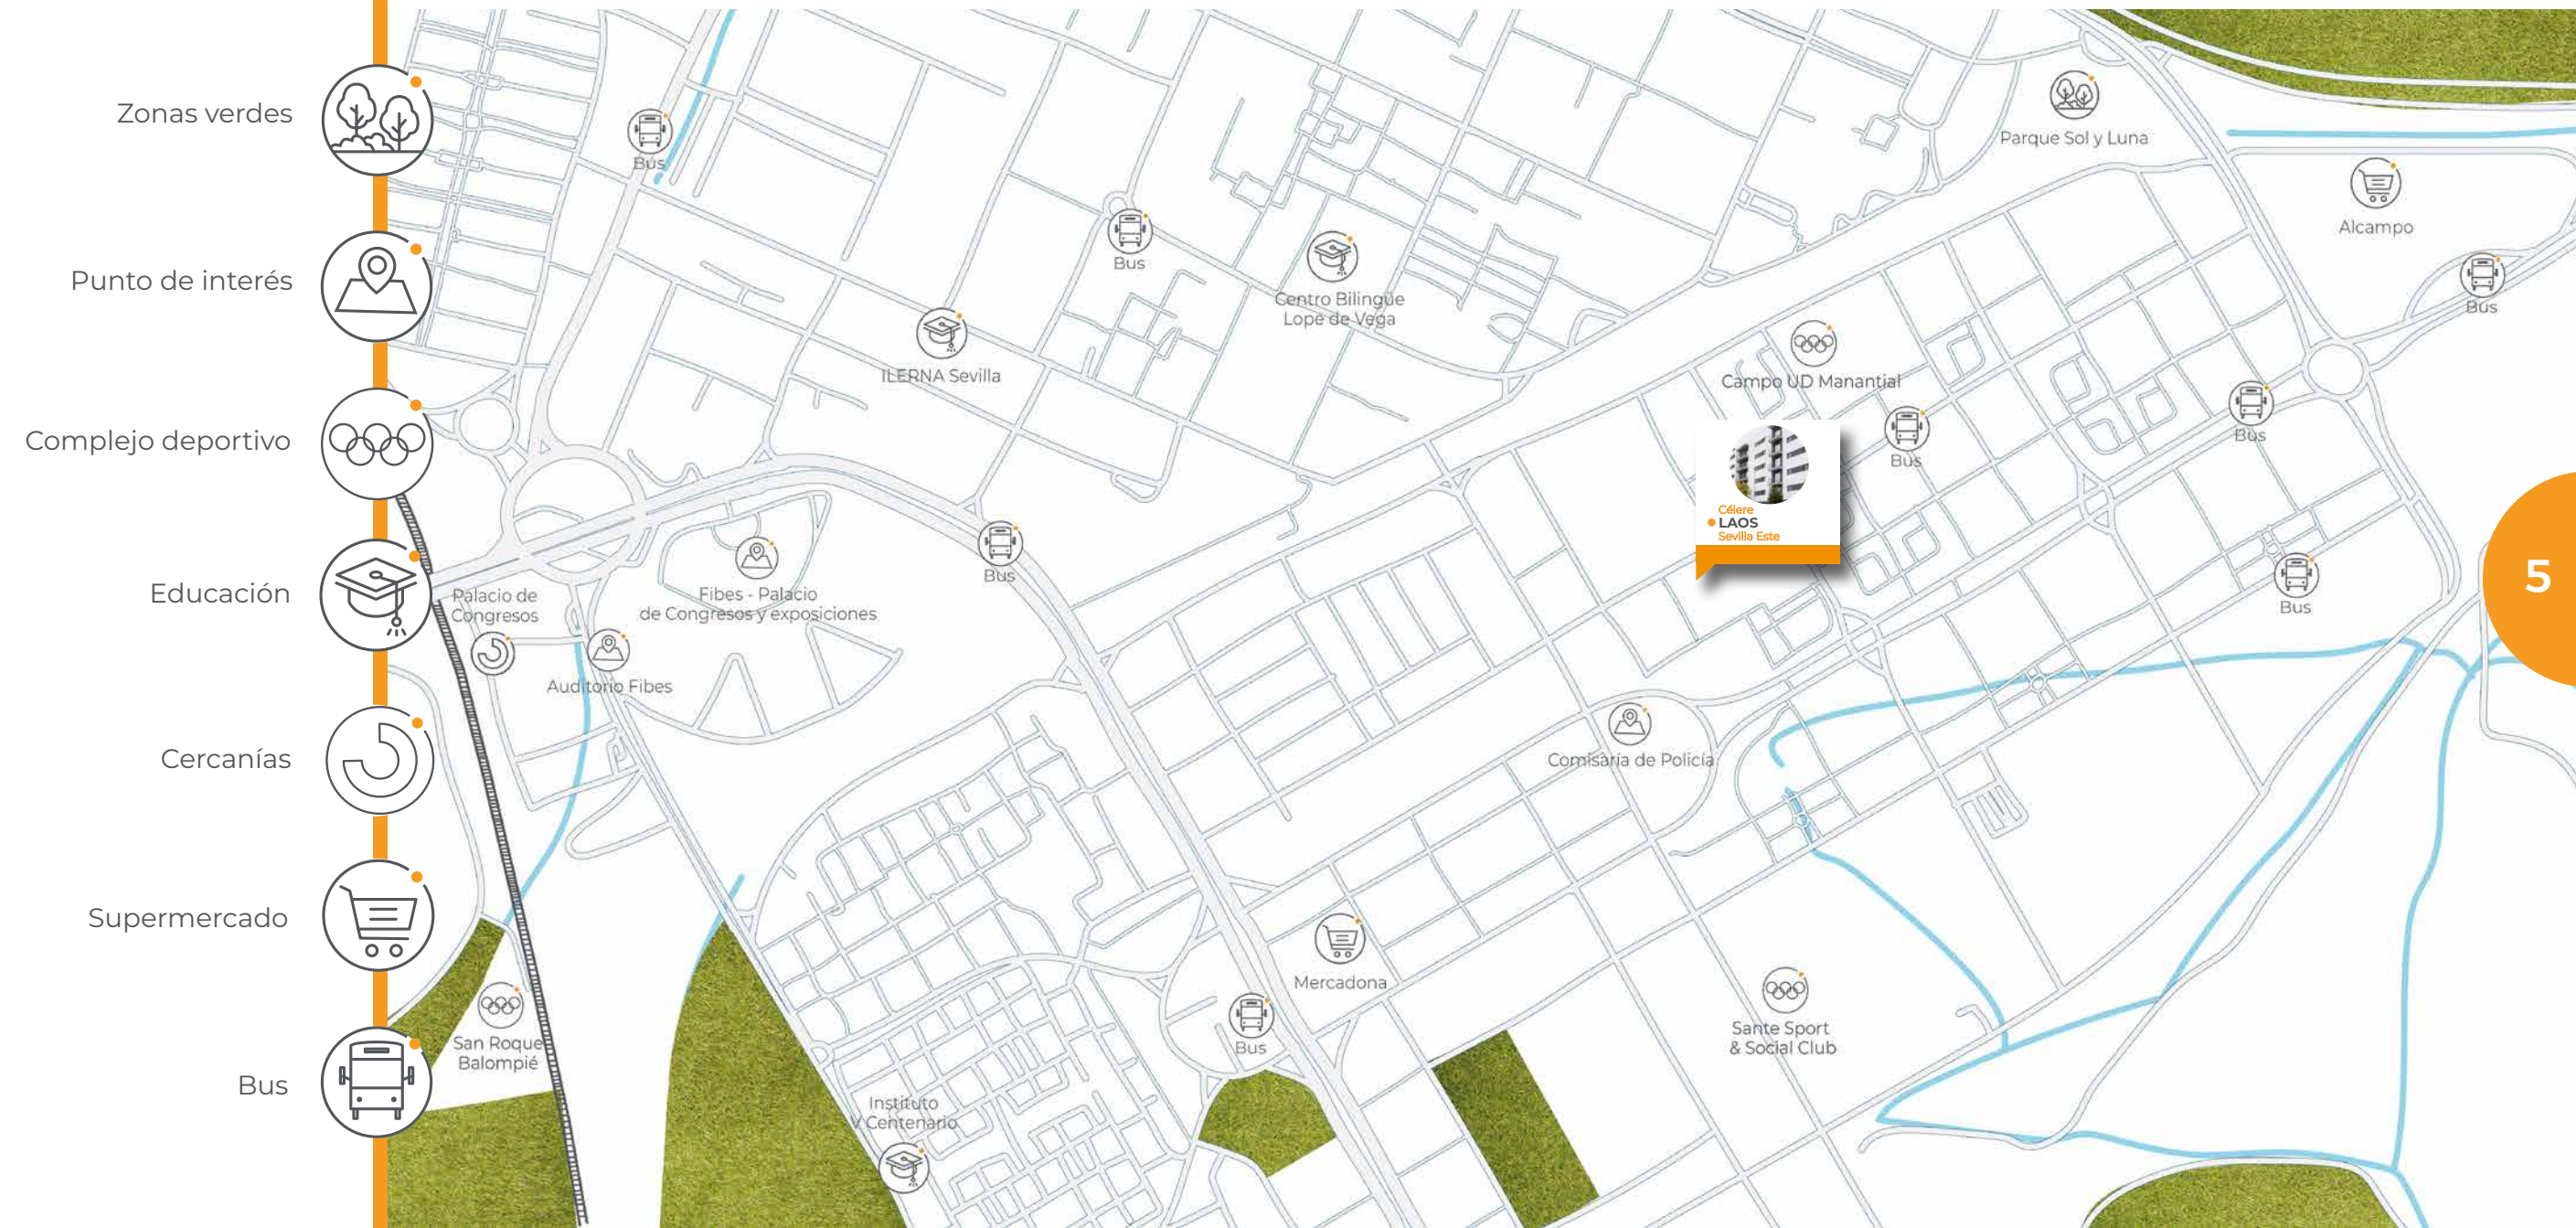 Zonas verdes
Punto de interés
Complejo deportivo
Educación
Cercanías
Supermercado
Bus
Bus
Parque Sol y Luna
Alcampo
Bus
Bus
Centro Bilingüe
Lope de Vega
ILERNA Sevilla
Campo UD Manantial
Bus
Bus
Célere
LAOS
Sevilla Este
Bus
Bus
Palacio de
Congresos
Fibes - Palacio
de Congresos y exposiciones
Auditorio Fibes
Comisaría de Policía
Mercadona
Bus
Sante Sport
& Social Club
San Roque
Balompié
Instituto
V Centenario
5